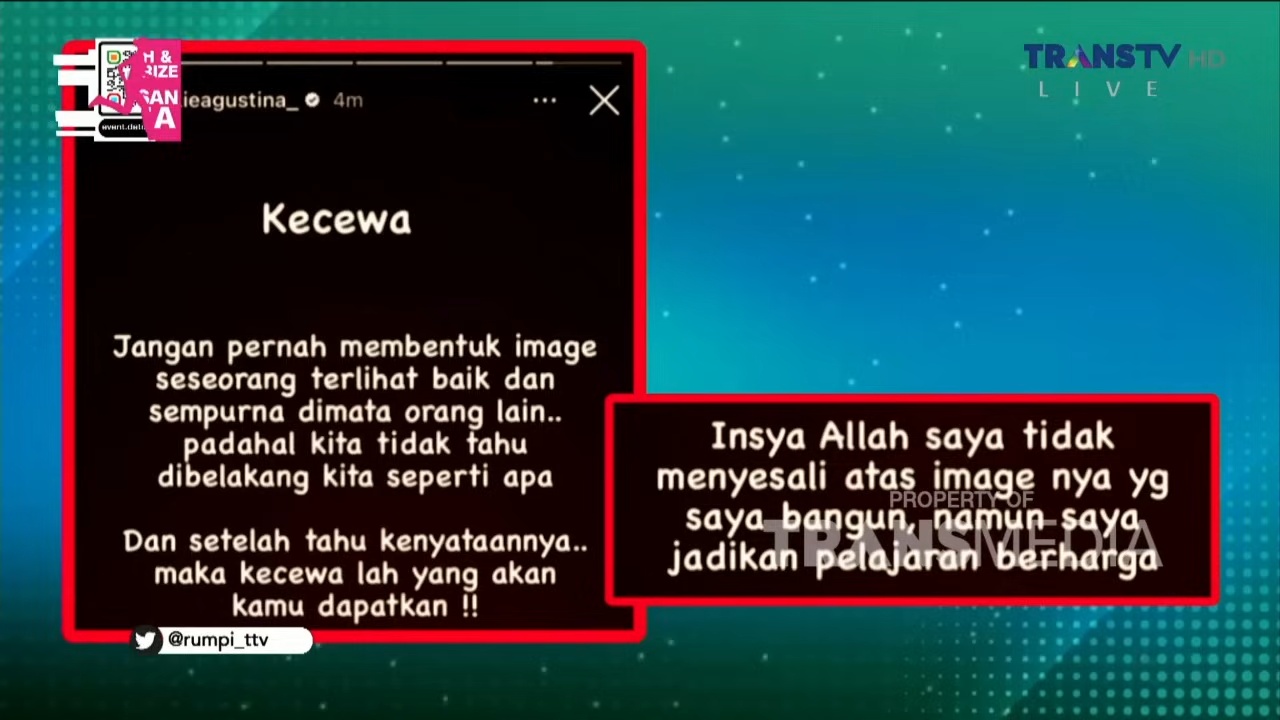 TRANSTV HD
LIVE
ieagustina_ 4m
Kecewa
Jangan pernah membentuk image
seseorang terlihat baik dan
sempurna dimata orang lain..
padahal kita tidak tahu
dibelakang kita seperti apa
Dan setelah tahu kenyataannya..
maka kecewa lah yang akan
kamu dapatkan !!
Insya Allah saya tidak
menyesali atas image nya yg
saya bangun, namun saya
jadikan pelajaran berharga
PROPERTY OF
TRANSMEDIA
@rumpi_ttv